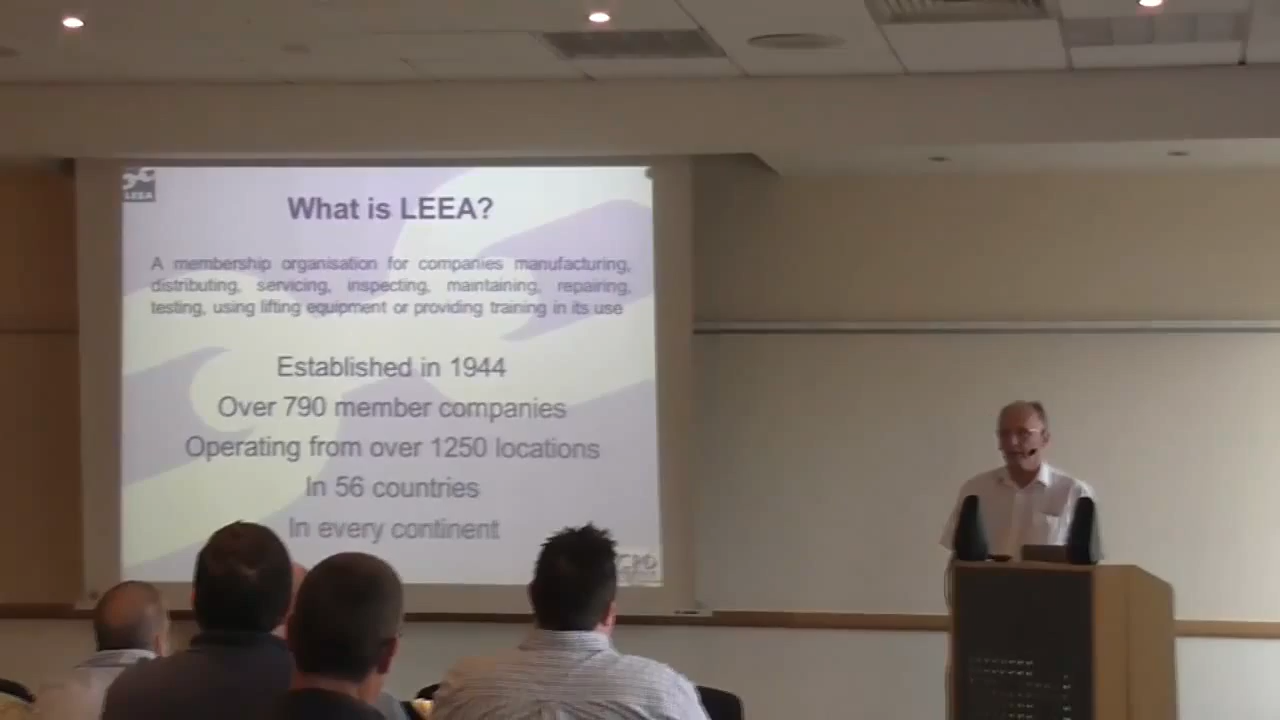 LEEA
What is LEEA?
A membership organisation for companies manufacturing,
distributing, servicing, inspecting, maintaining, repairing,
testing, using lifting equipment or providing training in its use
Established in 1944
Over 790 member companies
Operating from over 1250 locations
In 56 countries
In every continent